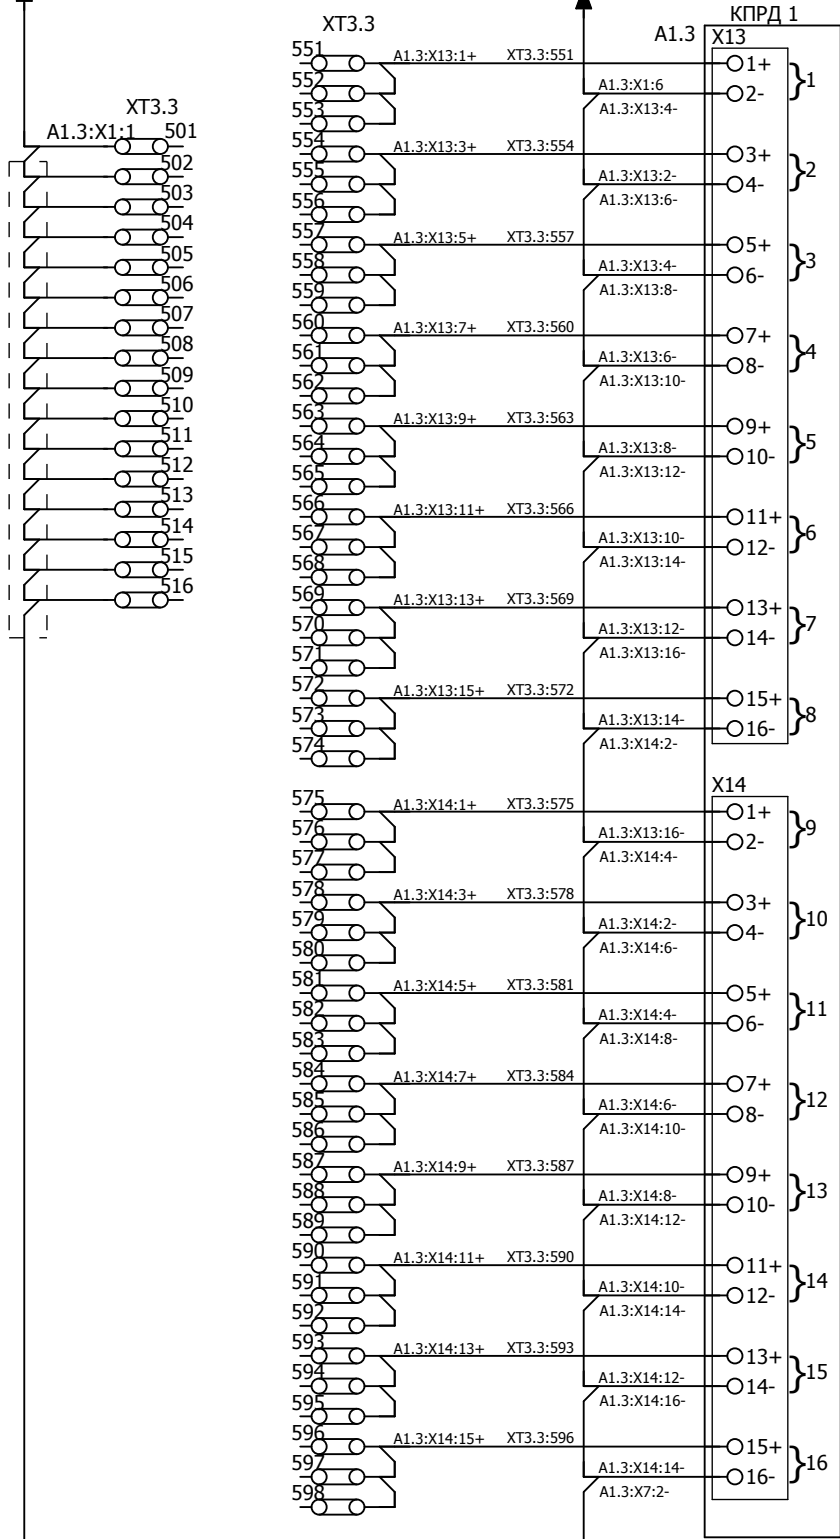 КПРД 1
XT3.3
A1.3 X13
551 A1.3:X13:1+ XT3.3:551 1+
552 A1.3:X1:6 2- 1
553 A1.3:X13:4-
554 A1.3:X13:3+ XT3.3:554 3+
555 A1.3:X13:2- 4- 2
556 A1.3:X13:6-
557 A1.3:X13:5+ XT3.3:557 5+
558 A1.3:X13:4- 6- 3
559 A1.3:X13:8-
560 A1.3:X13:7+ XT3.3:560 7+
561 A1.3:X13:6- 8- 4
562 A1.3:X13:10-
563 A1.3:X13:9+ XT3.3:563 9+
564 A1.3:X13:8- 10- 5
565 A1.3:X13:12-
566 A1.3:X13:11+ XT3.3:566 11+
567 A1.3:X13:10- 12- 6
568 A1.3:X13:14-
569 A1.3:X13:13+ XT3.3:569 13+
570 A1.3:X13:12- 14- 7
571 A1.3:X13:16-
572 A1.3:X13:15+ XT3.3:572 15+
573 A1.3:X13:14- 16- 8
574 A1.3:X14:2-
X14
575 A1.3:X14:1+ XT3.3:575 1+
576 A1.3:X13:16- 2- 9
577 A1.3:X14:4-
578 A1.3:X14:3+ XT3.3:578 3+
579 A1.3:X14:2- 4- 10
580 A1.3:X14:6-
581 A1.3:X14:5+ XT3.3:581 5+
582 A1.3:X14:4- 6- 11
583 A1.3:X14:8-
584 A1.3:X14:7+ XT3.3:584 7+
585 A1.3:X14:6- 8- 12
586 A1.3:X14:10-
587 A1.3:X14:9+ XT3.3:587 9+
588 A1.3:X14:8- 10- 13
589 A1.3:X14:12-
590 A1.3:X14:11+ XT3.3:590 11+
591 A1.3:X14:10- 12- 14
592 A1.3:X14:14-
593 A1.3:X14:13+ XT3.3:593 13+
594 A1.3:X14:12- 14- 15
595 A1.3:X14:16-
596 A1.3:X14:15+ XT3.3:596 15+
597 A1.3:X14:14- 16- 16
598 A1.3:X7:2-
XT3.3
A1.3:X1:1 501
502
503
504
505
506
507
508
509
510
511
512
513
514
515
516